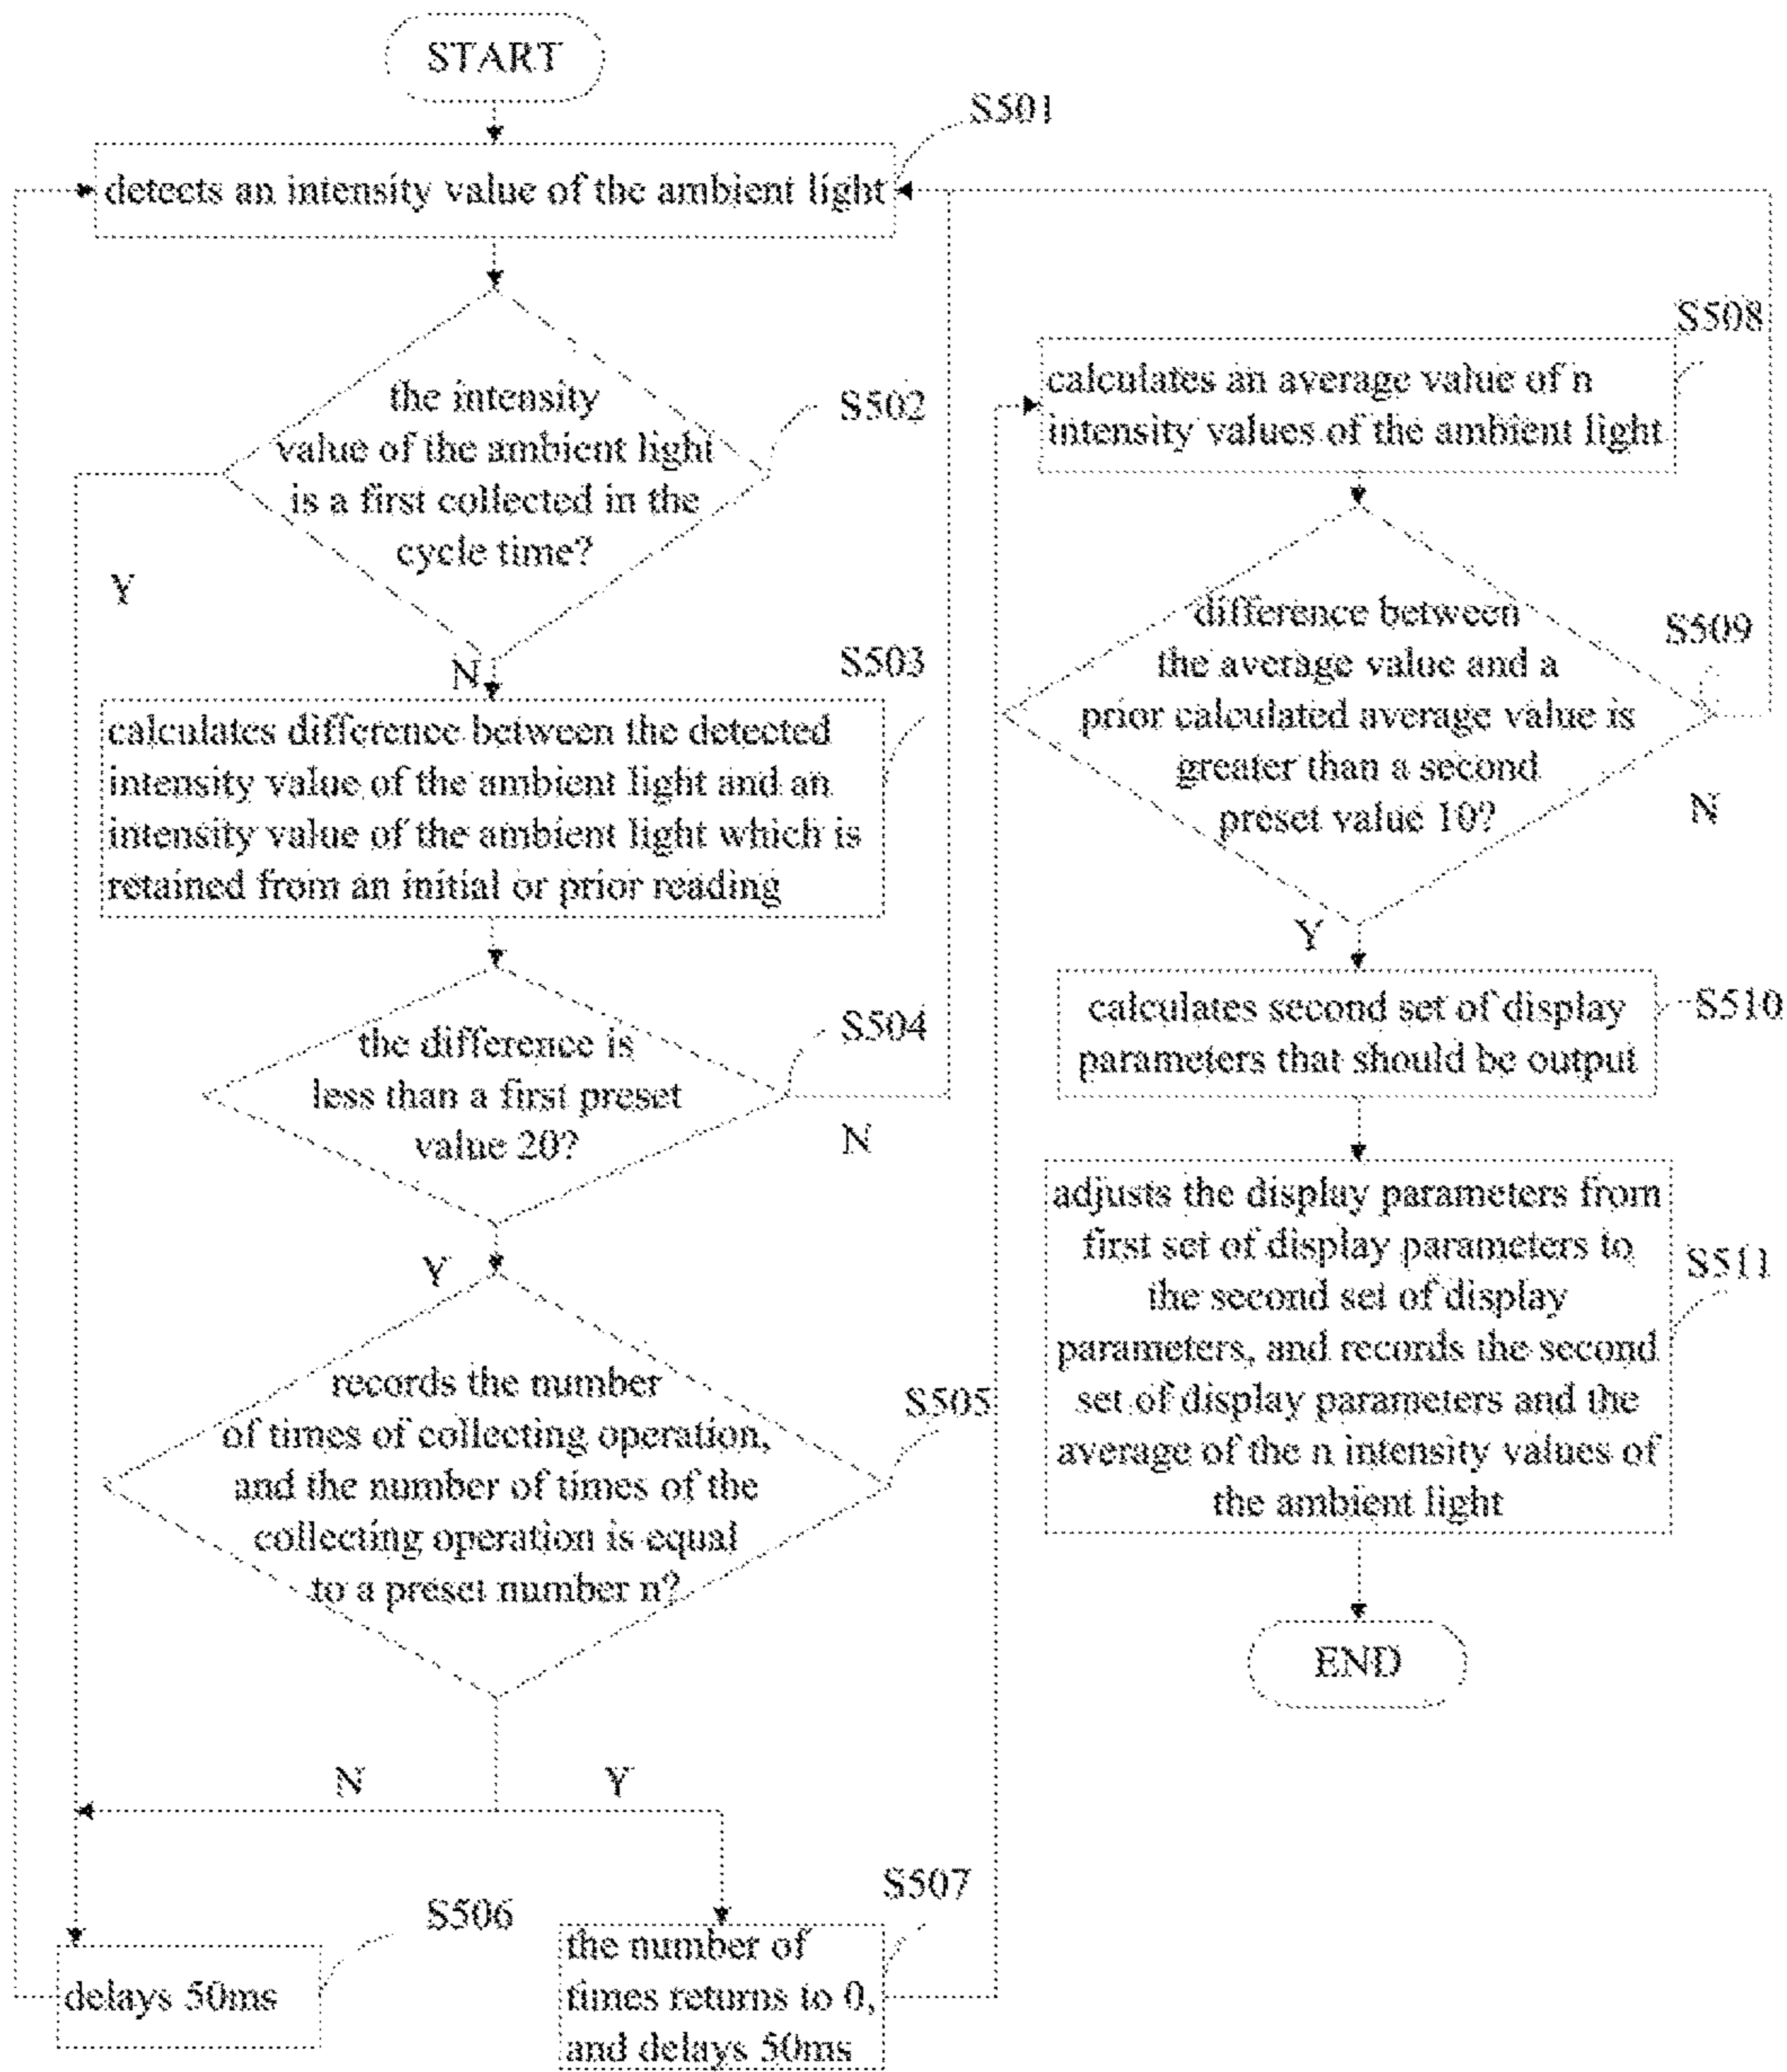 START
S501
detects an intensity value of the ambient light
the intensity
value of the ambient light
is a first collected in the
cycle time?
S502
Y
N
S503
calculates difference between the detected
intensity value of the ambient light and an
intensity value of the ambient light which is
retained from an initial or prior reading
the difference is
less than a first preset
value 20?
S504
N
Y
records the number
of times of collecting operation,
and the number of times of the
collecting operation is equal
to a preset number n?
S505
N
Y
S506
delays 50ms
S507
the number of
times returns to 0,
and delays 50ms
S508
calculates an average value of n
intensity values of the ambient light
difference between
the average value and a
prior calculated average value is
greater than a second
preset value 10?
S509
N
Y
calculates second set of display
parameters that should be output
S510
adjusts the display parameters from
first set of display parameters to
the second set of display
parameters, and records the second
set of display parameters and the
average of the n intensity values of
the ambient light
S511
END